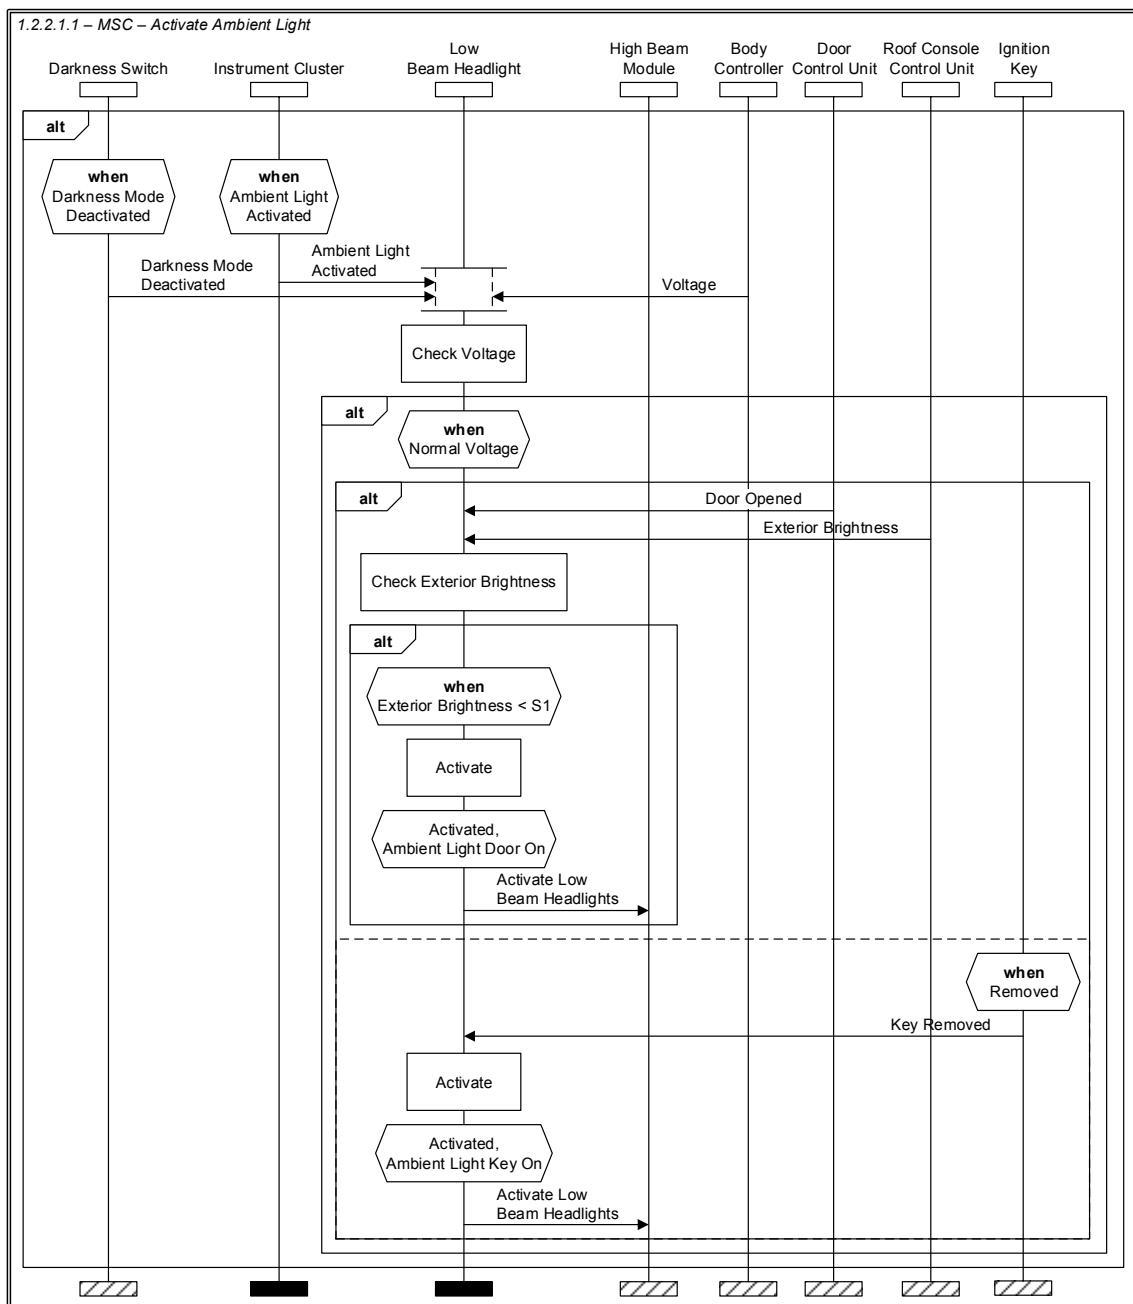 1.2.2.1.1 – MSC – Activate Ambient Light
Darkness Switch
Instrument Cluster
Low
Beam Headlight
High Beam
Module
Body
Controller
Door
Control Unit
Roof Console
Control Unit
Ignition
Key
alt
when
Darkness Mode
Deactivated
when
Ambient Light
Activated
Ambient Light
Activated
Darkness Mode
Deactivated
Voltage
Check Voltage
alt
when
Normal Voltage
alt
Door Opened
Exterior Brightness
Check Exterior Brightness
alt
when
Exterior Brightness < S1
Activate
Activated,
Ambient Light Door On
Activate Low
Beam Headlights
when
Removed
Key Removed
Activate
Activated,
Ambient Light Key On
Activate Low
Beam Headlights